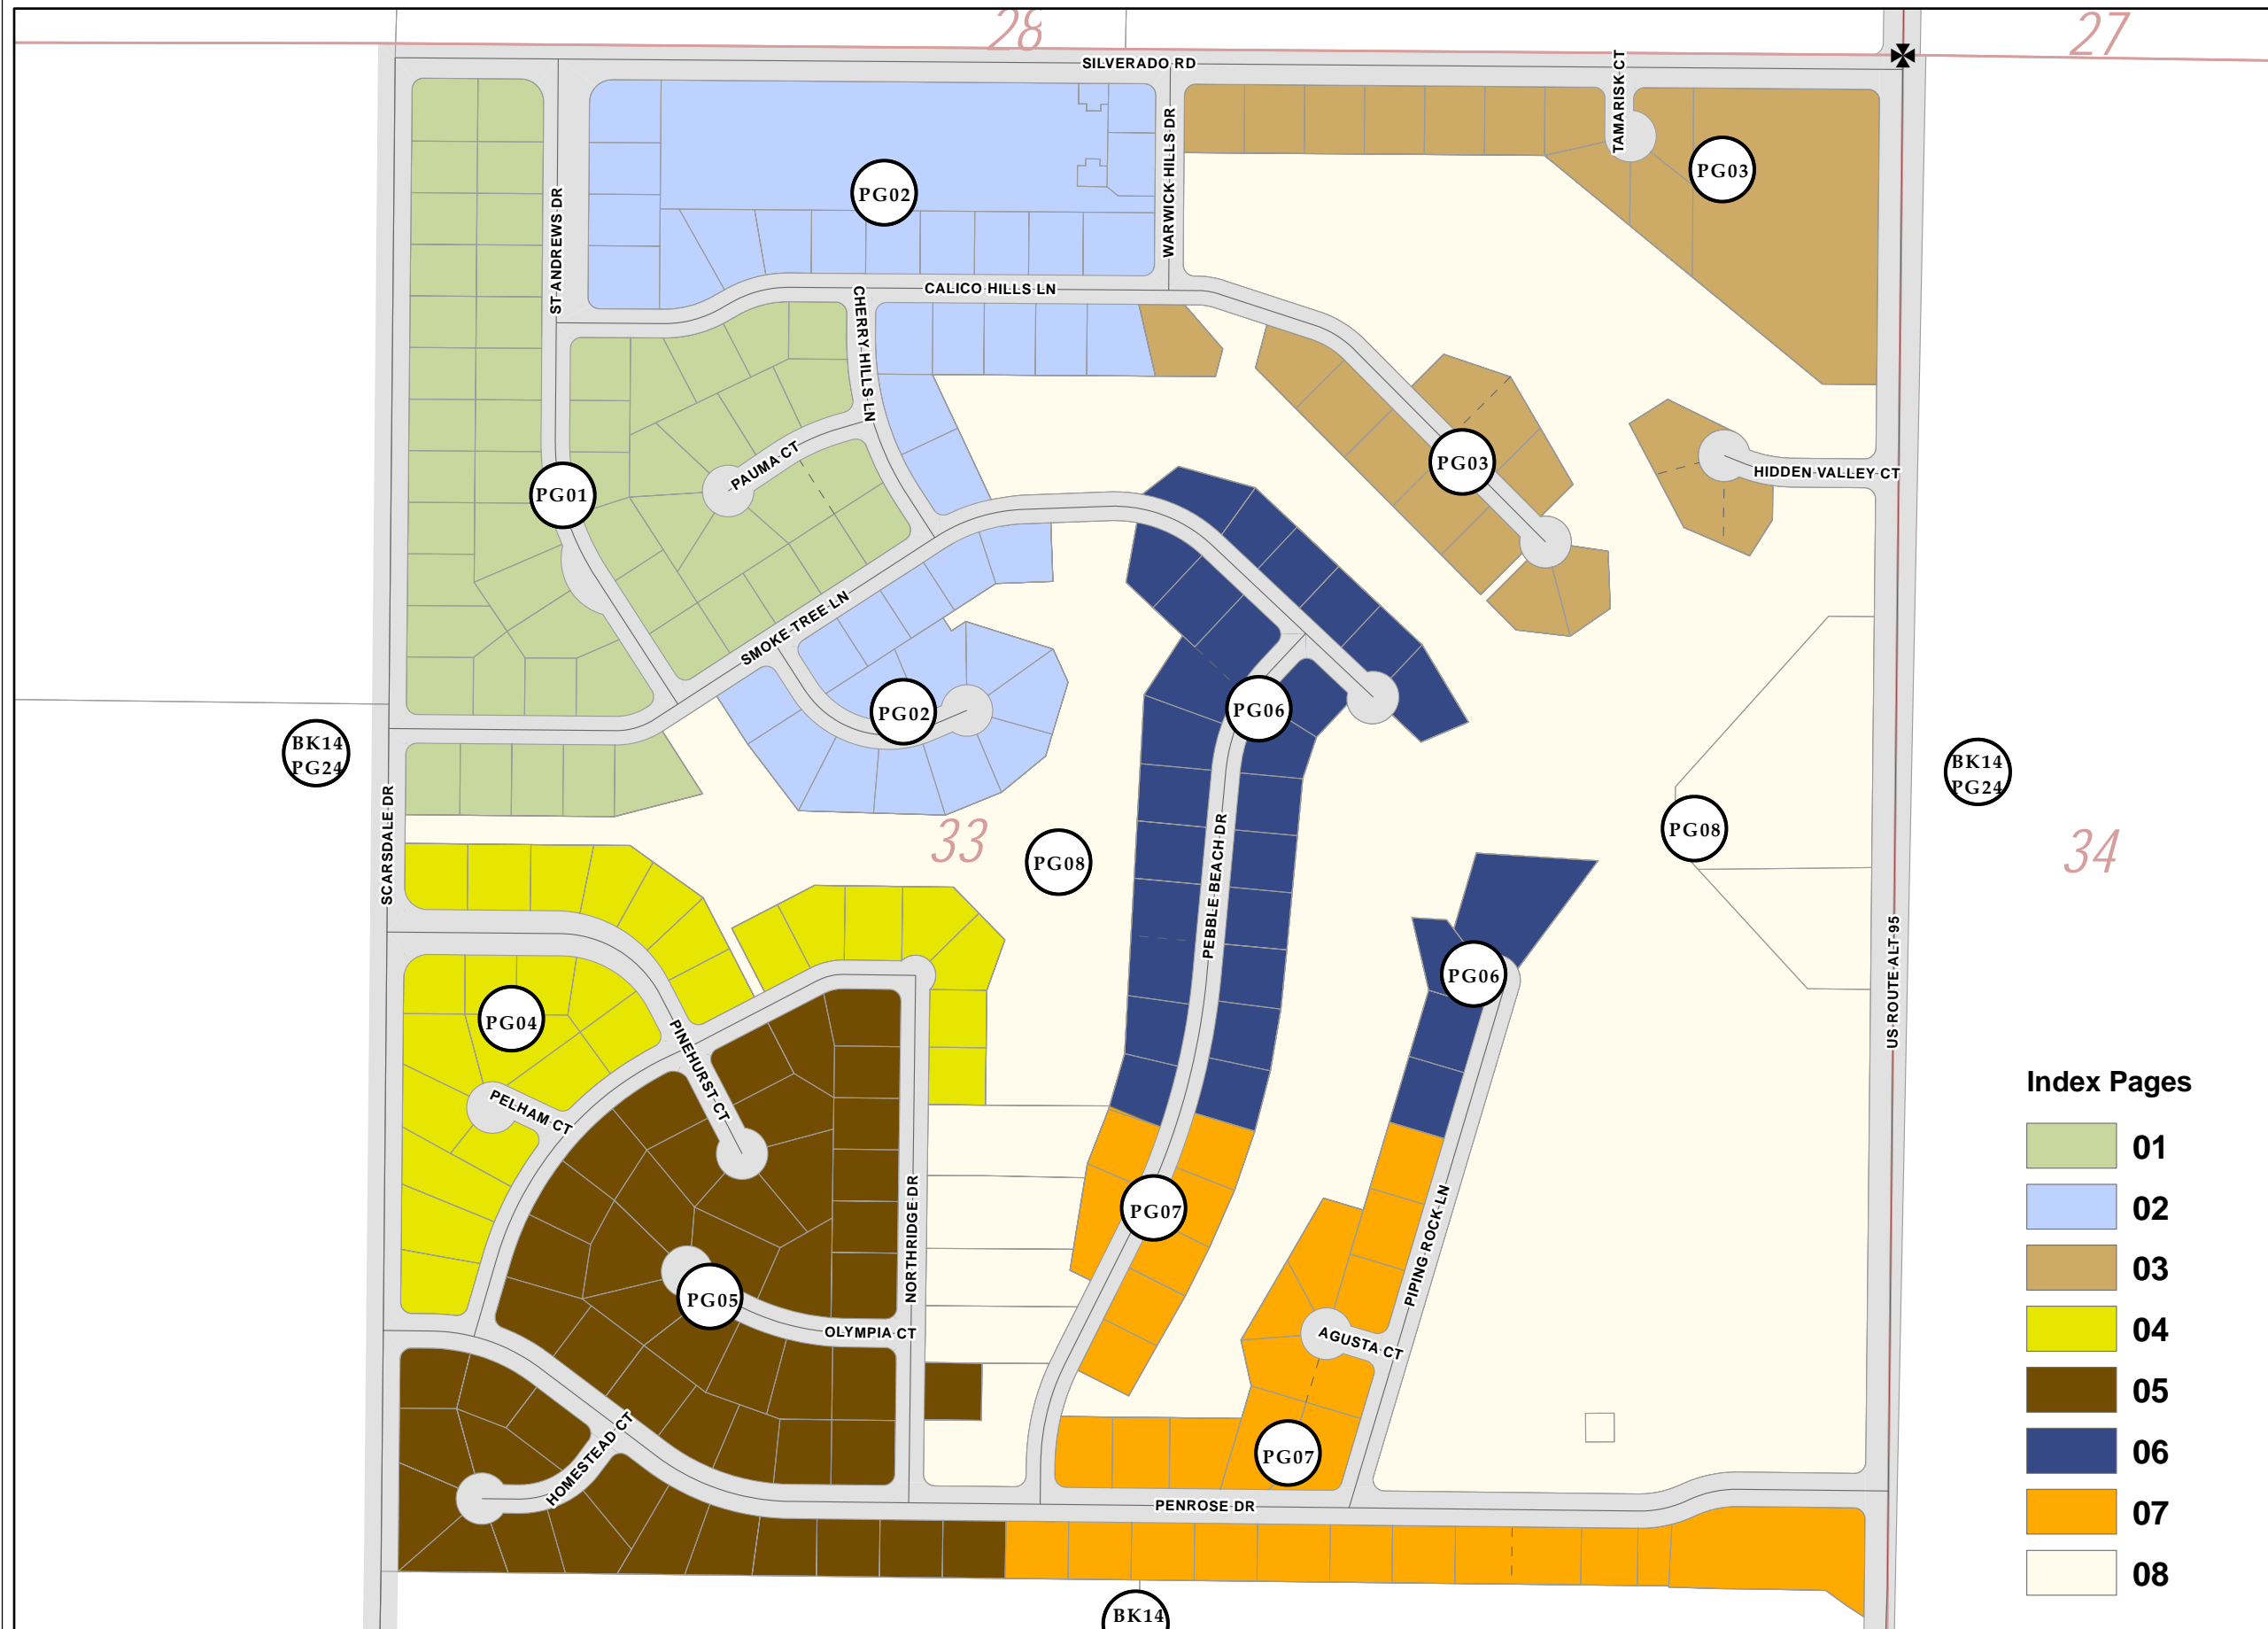 28
27
SILVERADO RD
TAMARISK CT
PG03
PG02
WARWICK HILLS DR
ST ANDREWS DR
CALICO HILLS LN
CHERRY HILLS LN
PAUMA CT
PG01
PG03
HIDDEN VALLEY CT
SMOKE TREE LN
PG02
PG06
BK14
PG24
BK14
PG24
SCARSDALE DR
33
PG08
PG08
34
PEBBLE BEACH DR
PG06
US ROUTE ALT 95
PG04
PINEHURST CT
PELHAM CT
Index Pages
01
02
03
04
05
06
07
08
NORTHRIDGE DR
PG07
PIPING ROCK LN
PG05
OLYMPIA CT
AGUSTA CT
HOMESTEAD CT
PG07
PENROSE DR
BK14